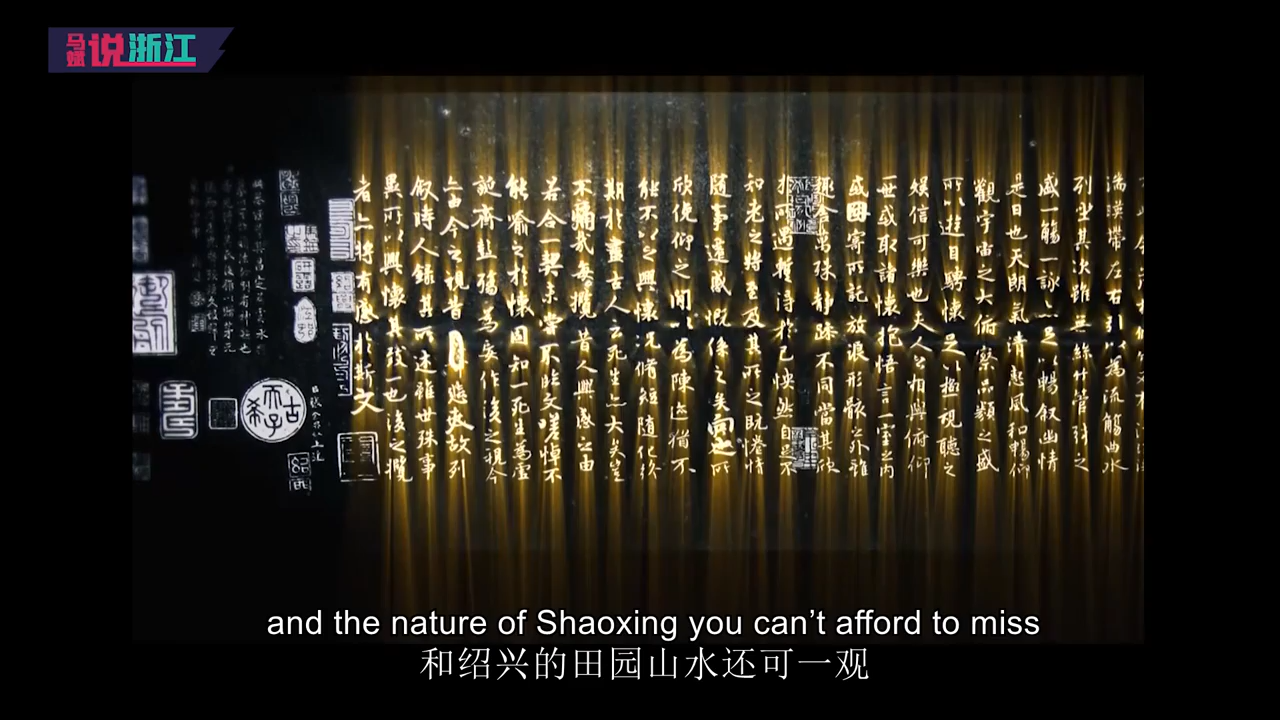 马斌说浙江
湍暎帶左右引以為流觴曲水
列坐其次雖無絲竹管弦之
盛一觴一詠亦足以暢叙幽情
是日也天朗氣清惠風和暢仰
觀宇宙之大俯察品類之盛
所以遊目騁懷足以極視聽之
娛信可樂也夫人之相與俯仰
一世或取諸懷抱悟言一室之內
或因寄所託放浪形骸之外雖
趣舍萬殊靜躁不同當其欣
於所遇暫得於己怏然自足不
知老之將至及其所之既惓情
隨事遷感慨係之矣向之所
欣俛仰之閒以為陳迹猶不
能不以之興懷況脩短隨化終
期於盡古人云死生亦大矣豈
不痛哉每攬昔人興感之由
若合一契未嘗不臨文嗟悼不
能喻之於懷固知一死生為虛
誕齊彭殤為妄作後之視今
亦由今之視昔悲夫故列
叙時人錄其所述雖世殊事
異所以興懷其致一也後之攬
者亦將有感於斯文
古稀天子
and the nature of Shaoxing you can’t afford to miss
和绍兴的田园山水还可一观